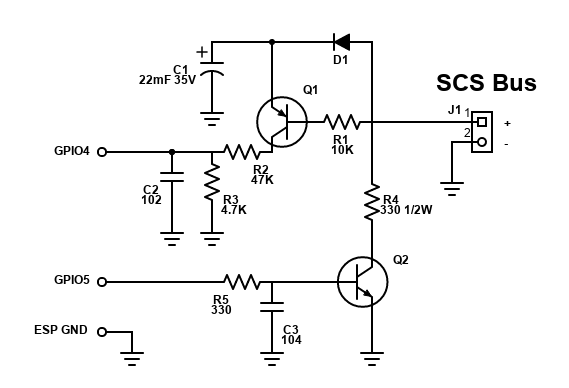 +
C1
22mF 35V
D1
Q1
SCS Bus
J1 1
+
2
-
R1
10K
GPIO4
R2
47K
C2
102
R3
4.7K
R4
330 1/2W
Q2
GPIO5
R5
330
C3
104
ESP GND